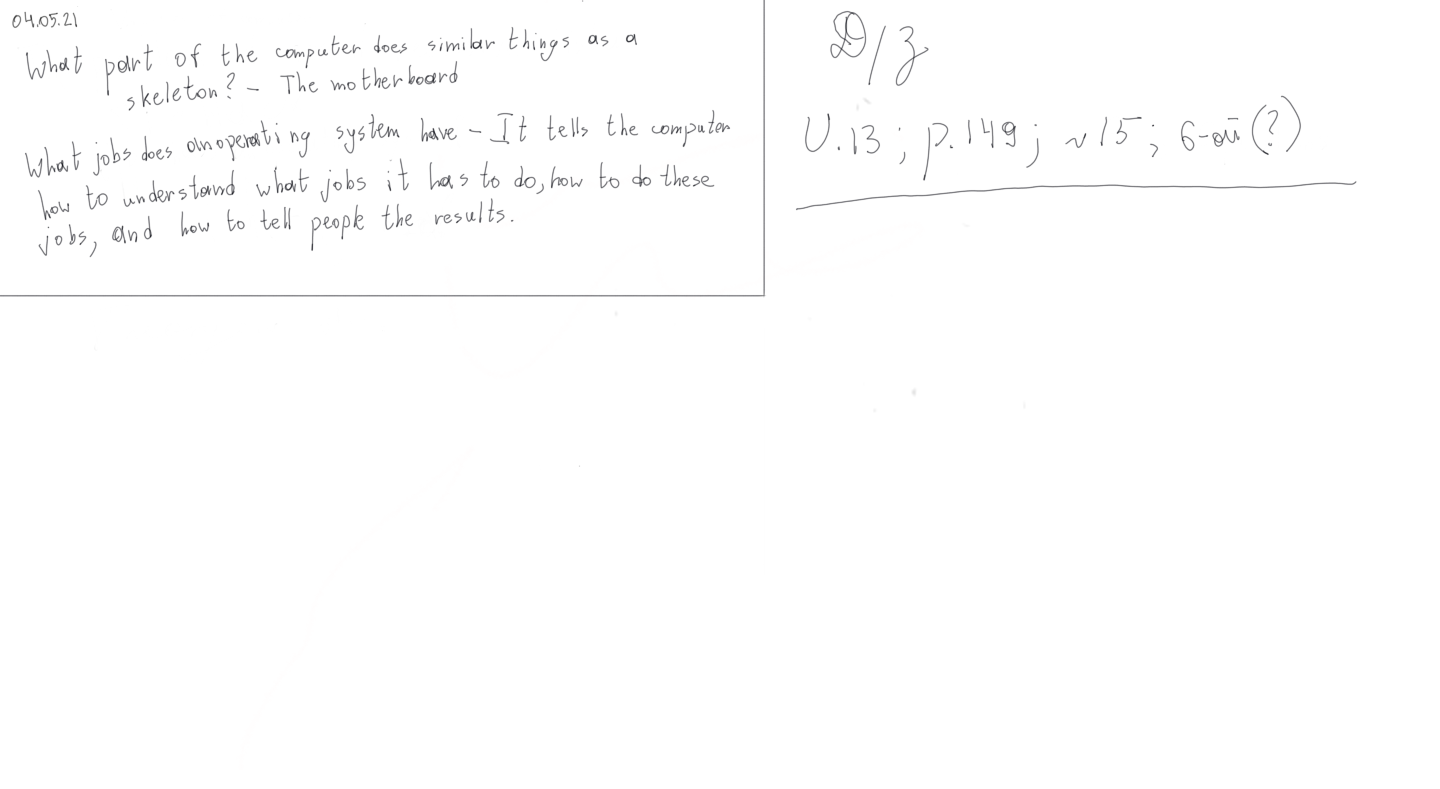 04.05.21
What part of the computer does similar things as a
skeleton? - The motherboard
What jobs does an operating system have - It tells the computer
how to understand what jobs it has to do, how to do these
jobs, and how to tell people the results.
Д/з
U.13; p.149; ~15; 6-ой (?)